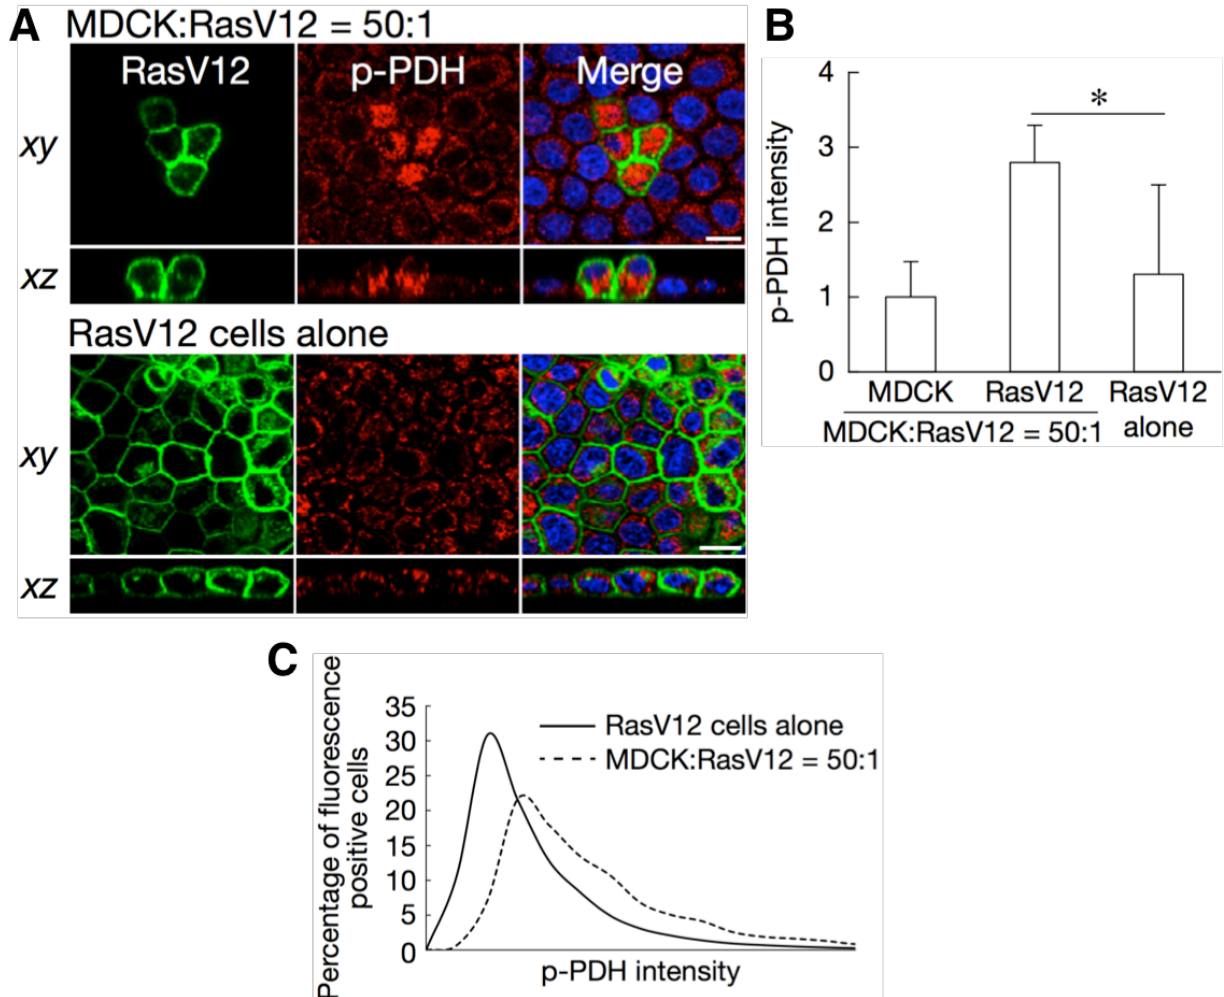 A MDCK:RasV12 = 50:1
RasV12 p-PDH Merge
xy
xz
RasV12 cells alone
xy
xz
B
p-PDH intensity
4
3
2
1
0
*
MDCK RasV12 RasV12 alone
MDCK:RasV12 = 50:1
C
Percentage of fluorescence
positive cells
35
30
25
20
15
10
5
0
RasV12 cells alone
MDCK:RasV12 = 50:1
p-PDH intensity